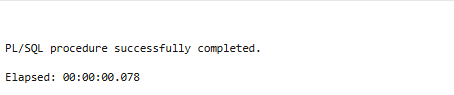 PL/SQL procedure successfully completed.
Elapsed: 00:00:00.078